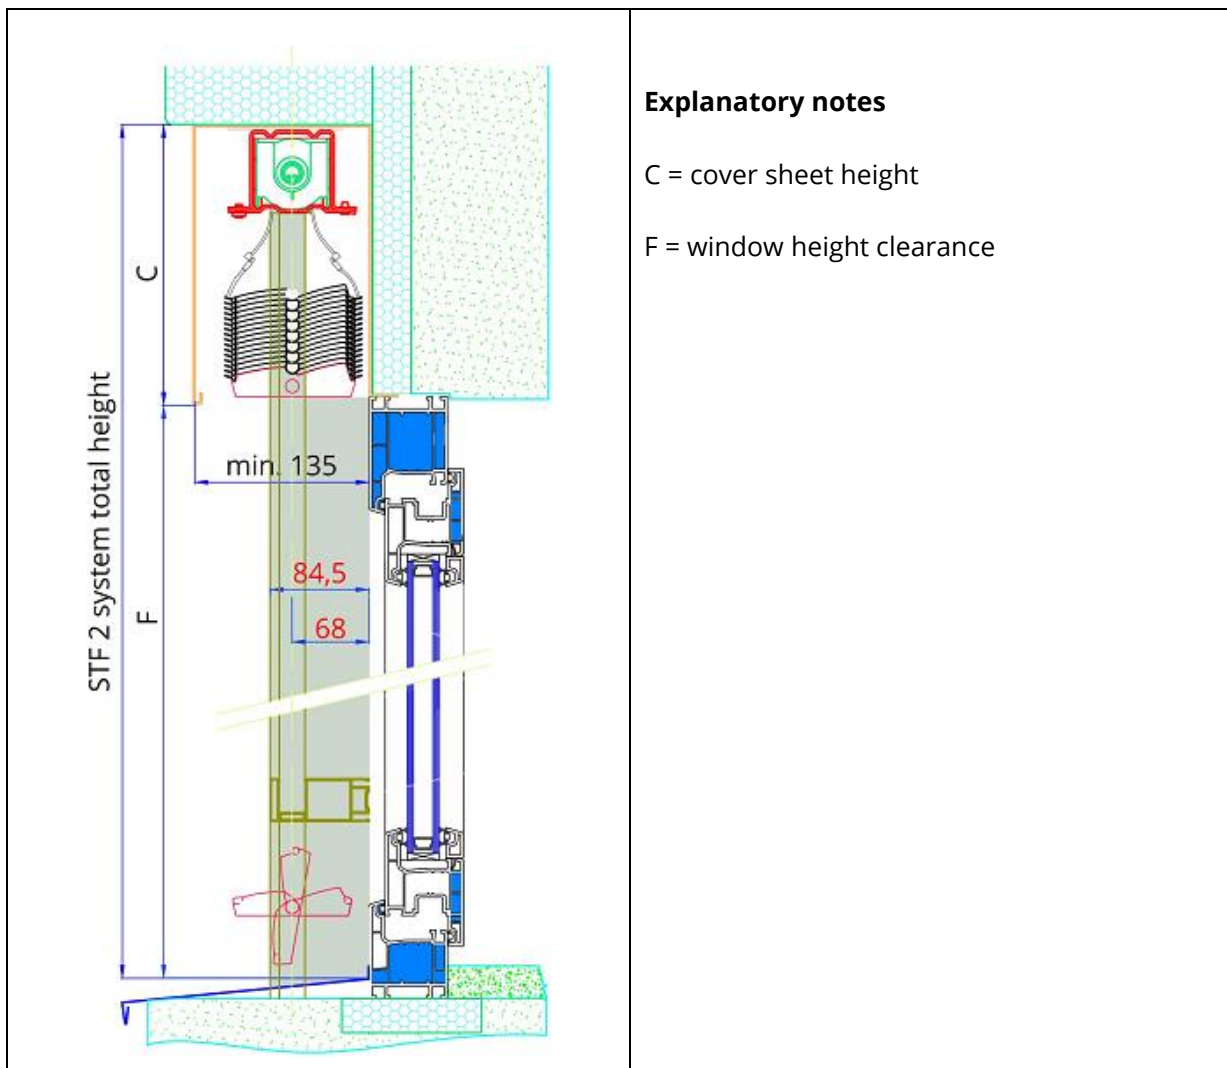 C
min. 135
STF 2 system total height
84,5
F
68
Explanatory notes
C = cover sheet height
F = window height clearance